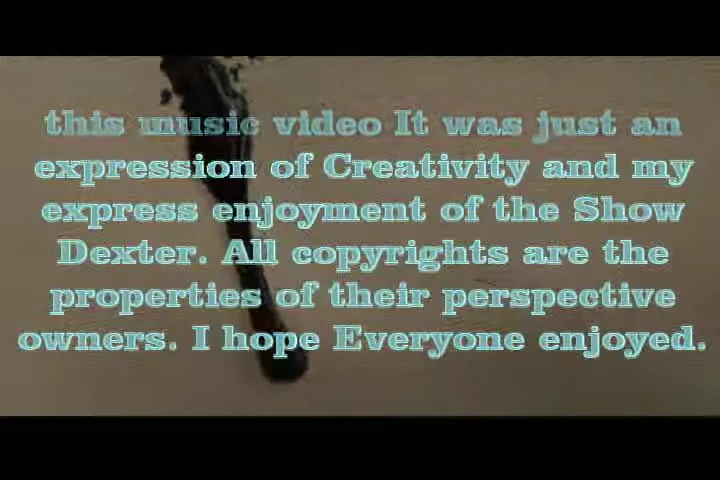 this music video It was just an
expression of Creativity and my
express enjoyment of the Show
Dexter. All copyrights are the
properties of their perspective
owners. I hope Everyone enjoyed.